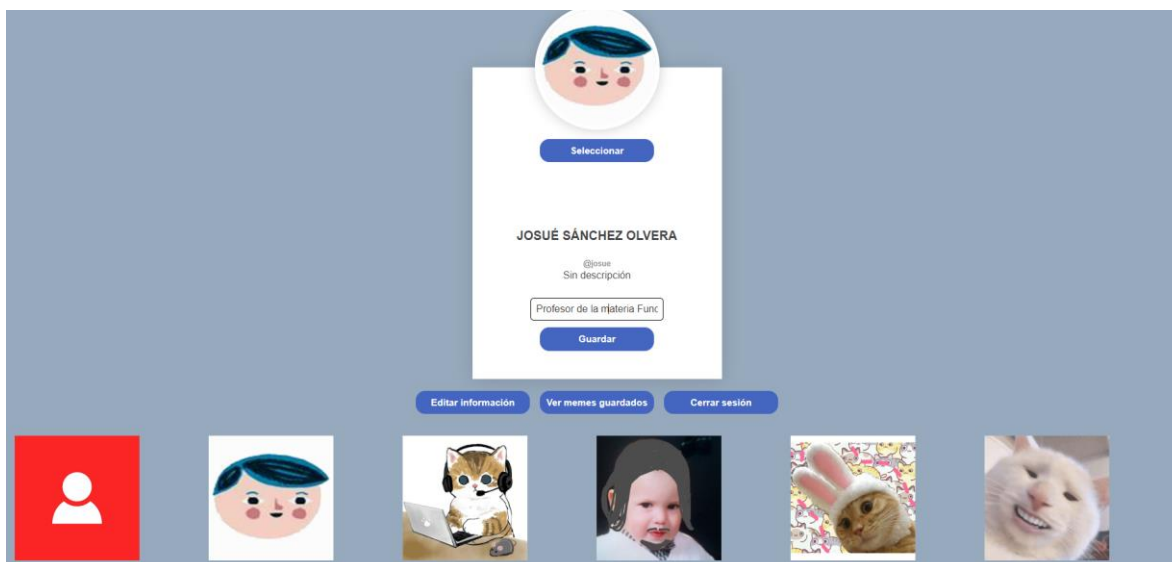 Seleccionar
JOSUÉ SÁNCHEZ OLVERA
@josue
Sin descripción
Profesor de la materia Func
Guardar
Editar información Ver memes guardados Cerrar sesión